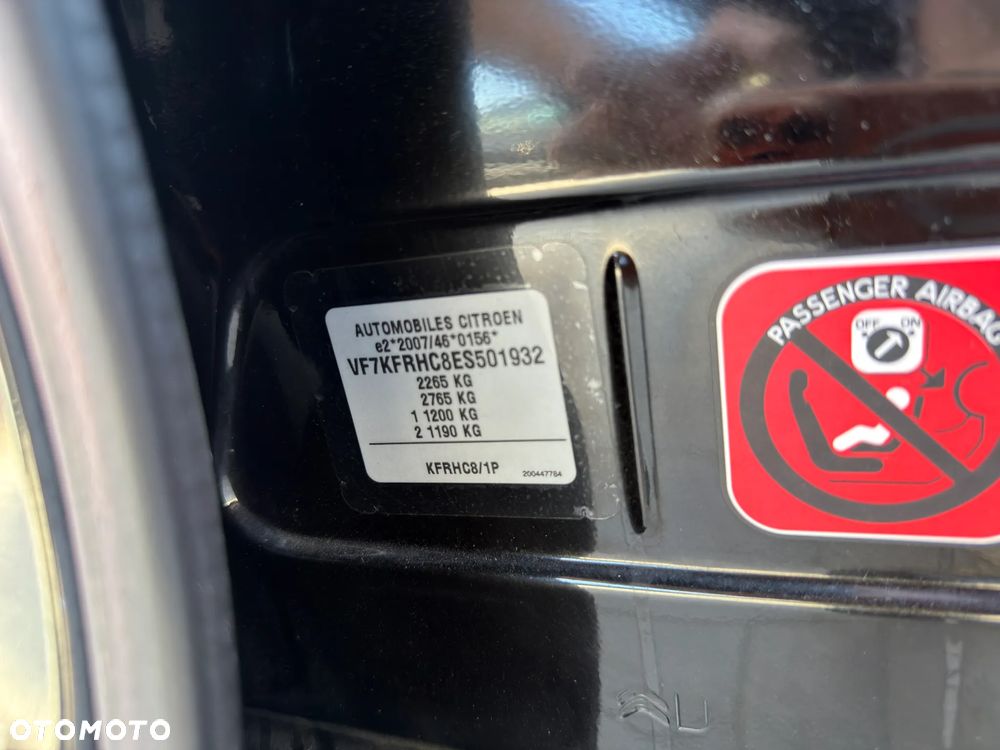 AUTOMOBILES CITROEN
e2*2007/46*0156*
VF7KFRHC8ES501932
2265 KG
2765 KG
1 1200 KG
2 1190 KG
KFRHC8/1P 200447784
PASSENGER AIRBAG
OFF ON
OTOMOTO